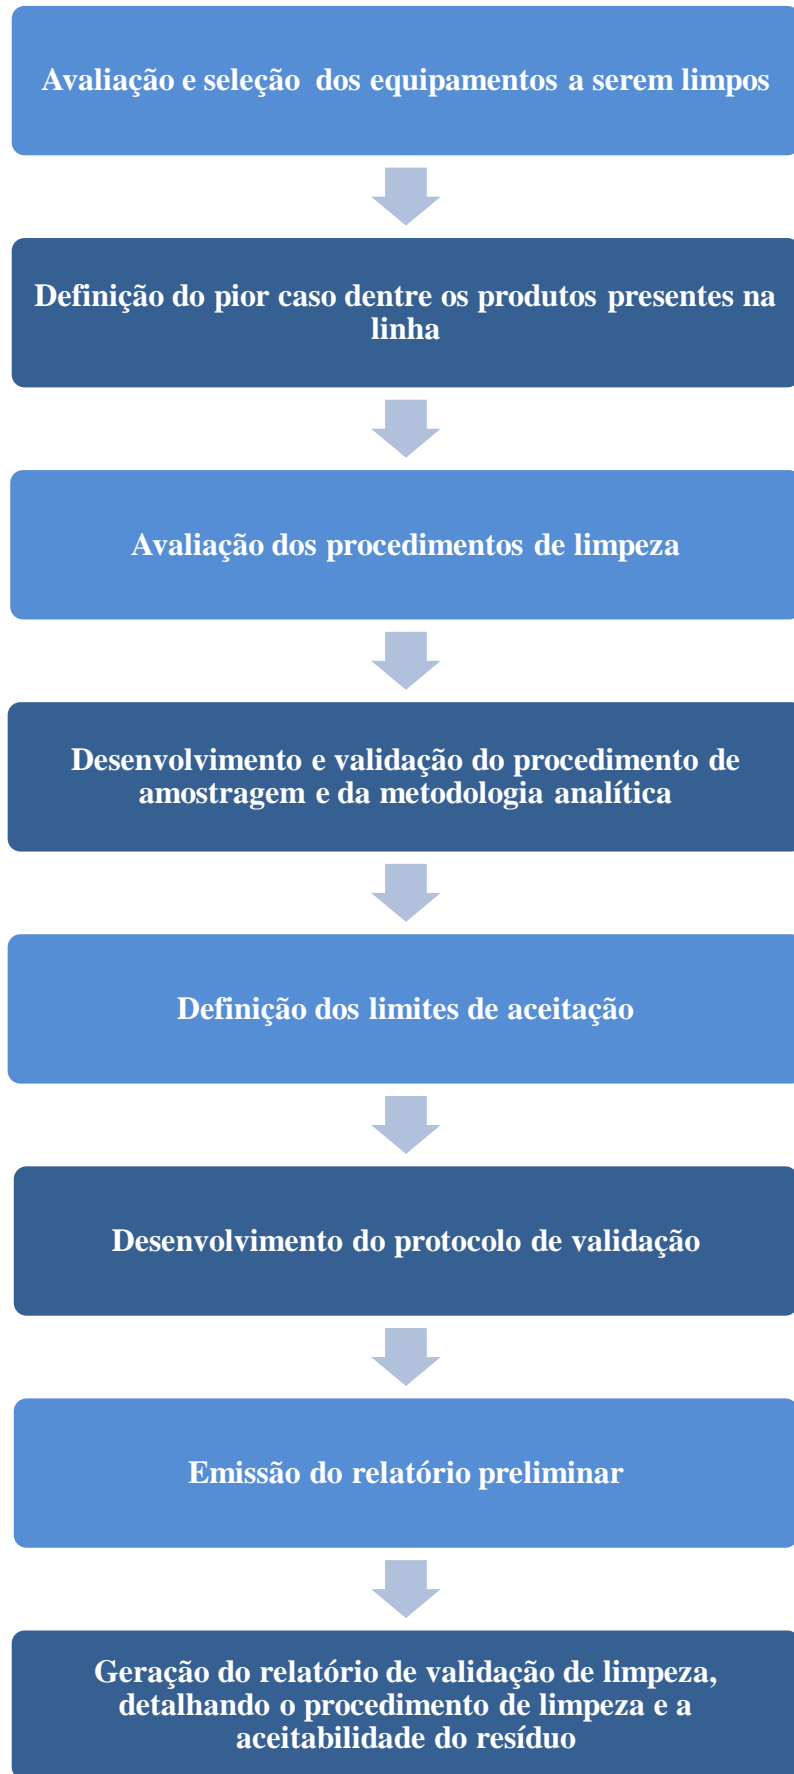 Avaliação e seleção dos equipamentos a serem limpos
Definição do pior caso dentre os produtos presentes na
linha
Avaliação dos procedimentos de limpeza
Desenvolvimento e validação do procedimento de
amostragem e da metodologia analítica
Definição dos limites de aceitação
Desenvolvimento do protocolo de validação
Emissão do relatório preliminar
Geração do relatório de validação de limpeza,
detalhando o procedimento de limpeza e a
aceitabilidade do resíduo